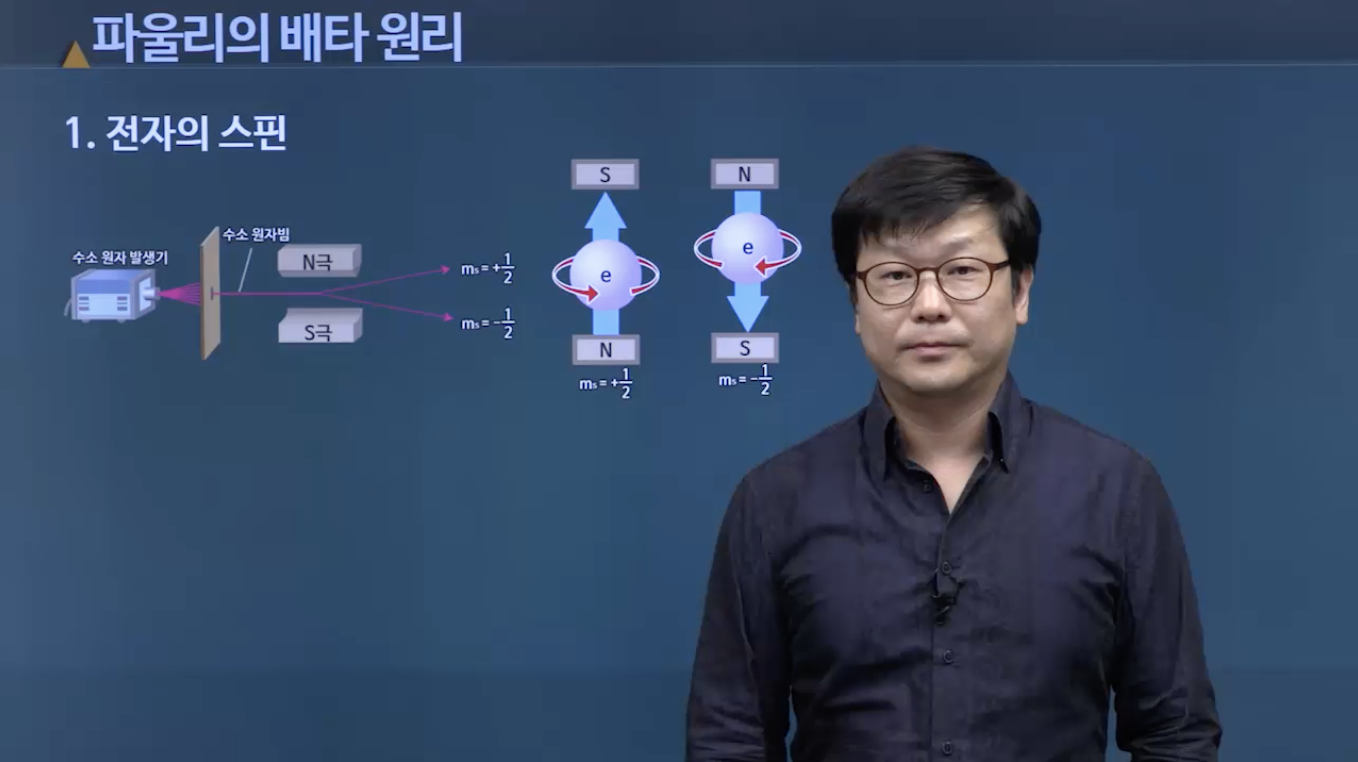 파울리의 배타 원리
1. 전자의 스핀
수소 원자 발생기
수소 원자빔
N극
S극
mₛ = +1/2
mₛ = -1/2
S
e
N
mₛ = +1/2
N
e
S
mₛ = -1/2